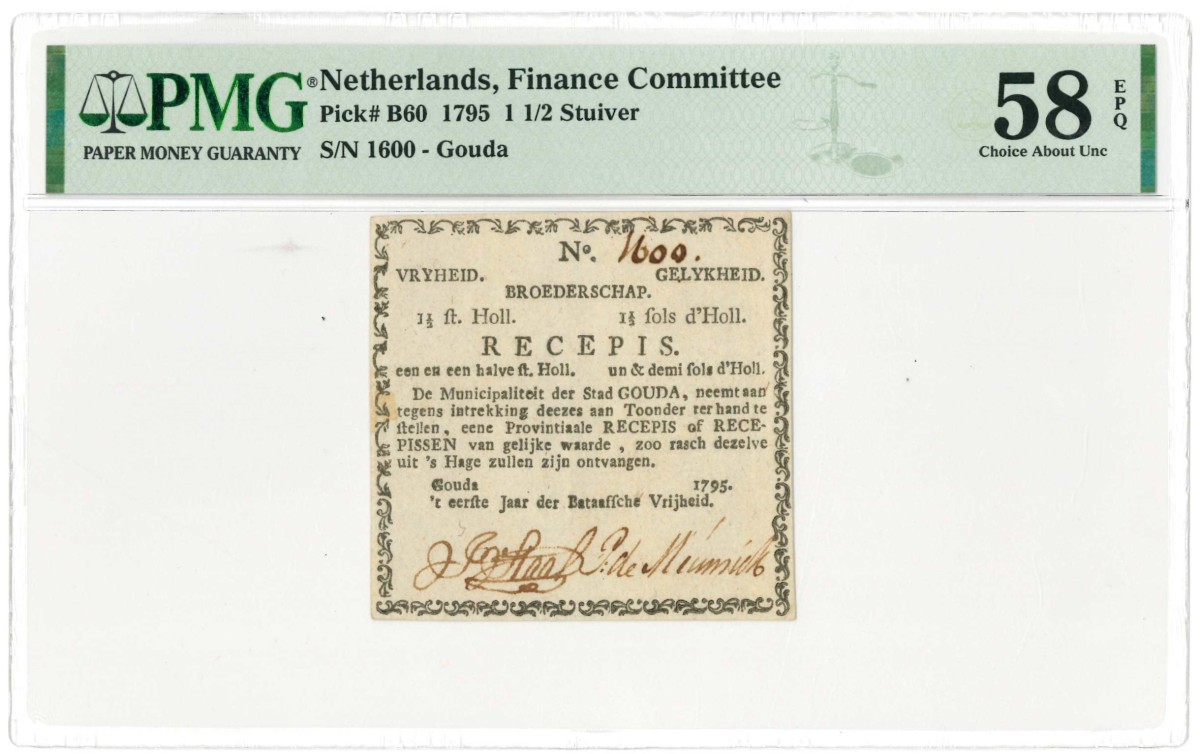 PMG®
PAPER MONEY GUARANTY
Netherlands, Finance Committee
Pick# B60 1795 1 1/2 Stuiver
S/N 1600 - Gouda
58
EPQ
Choice About Unc
Nº. 1600.
VRYHEID. GELYKHEID.
BROEDERSCHAP.
1½ ſt. Holl. 1½ ſols d'Holl.
RECEPIS.
een en een halve ſt. Holl. un & demi ſols d'Holl.
De Municipaliteit der Stad GOUDA, neemt aan
tegens intrekking deezes aan Toonder ter hand te
ſtellen, eene Provintiaale RECEPIS of RECE-
PISSEN van gelijke waarde, zoo rasch dezelve
uit 's Hage zullen zijn ontvangen.
Gouda 1795.
't eerſte Jaar der Bataafſche Vrijheid.
Staal P. de